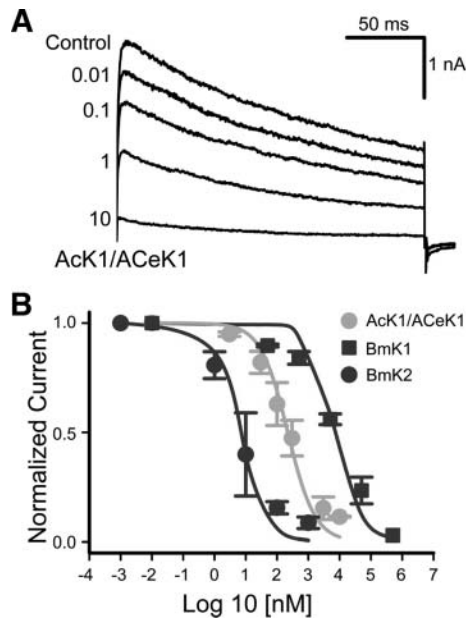 A
50 ms
Control
1 nA
0.01
0.1
1
10
AcK1/ACeK1
B
AcK1/ACeK1
BmK1
BmK2
1.0
0.5
0.0
Normalized Current
-4 -3 -2 -1 0 1 2 3 4 5 6 7
Log 10 [nM]